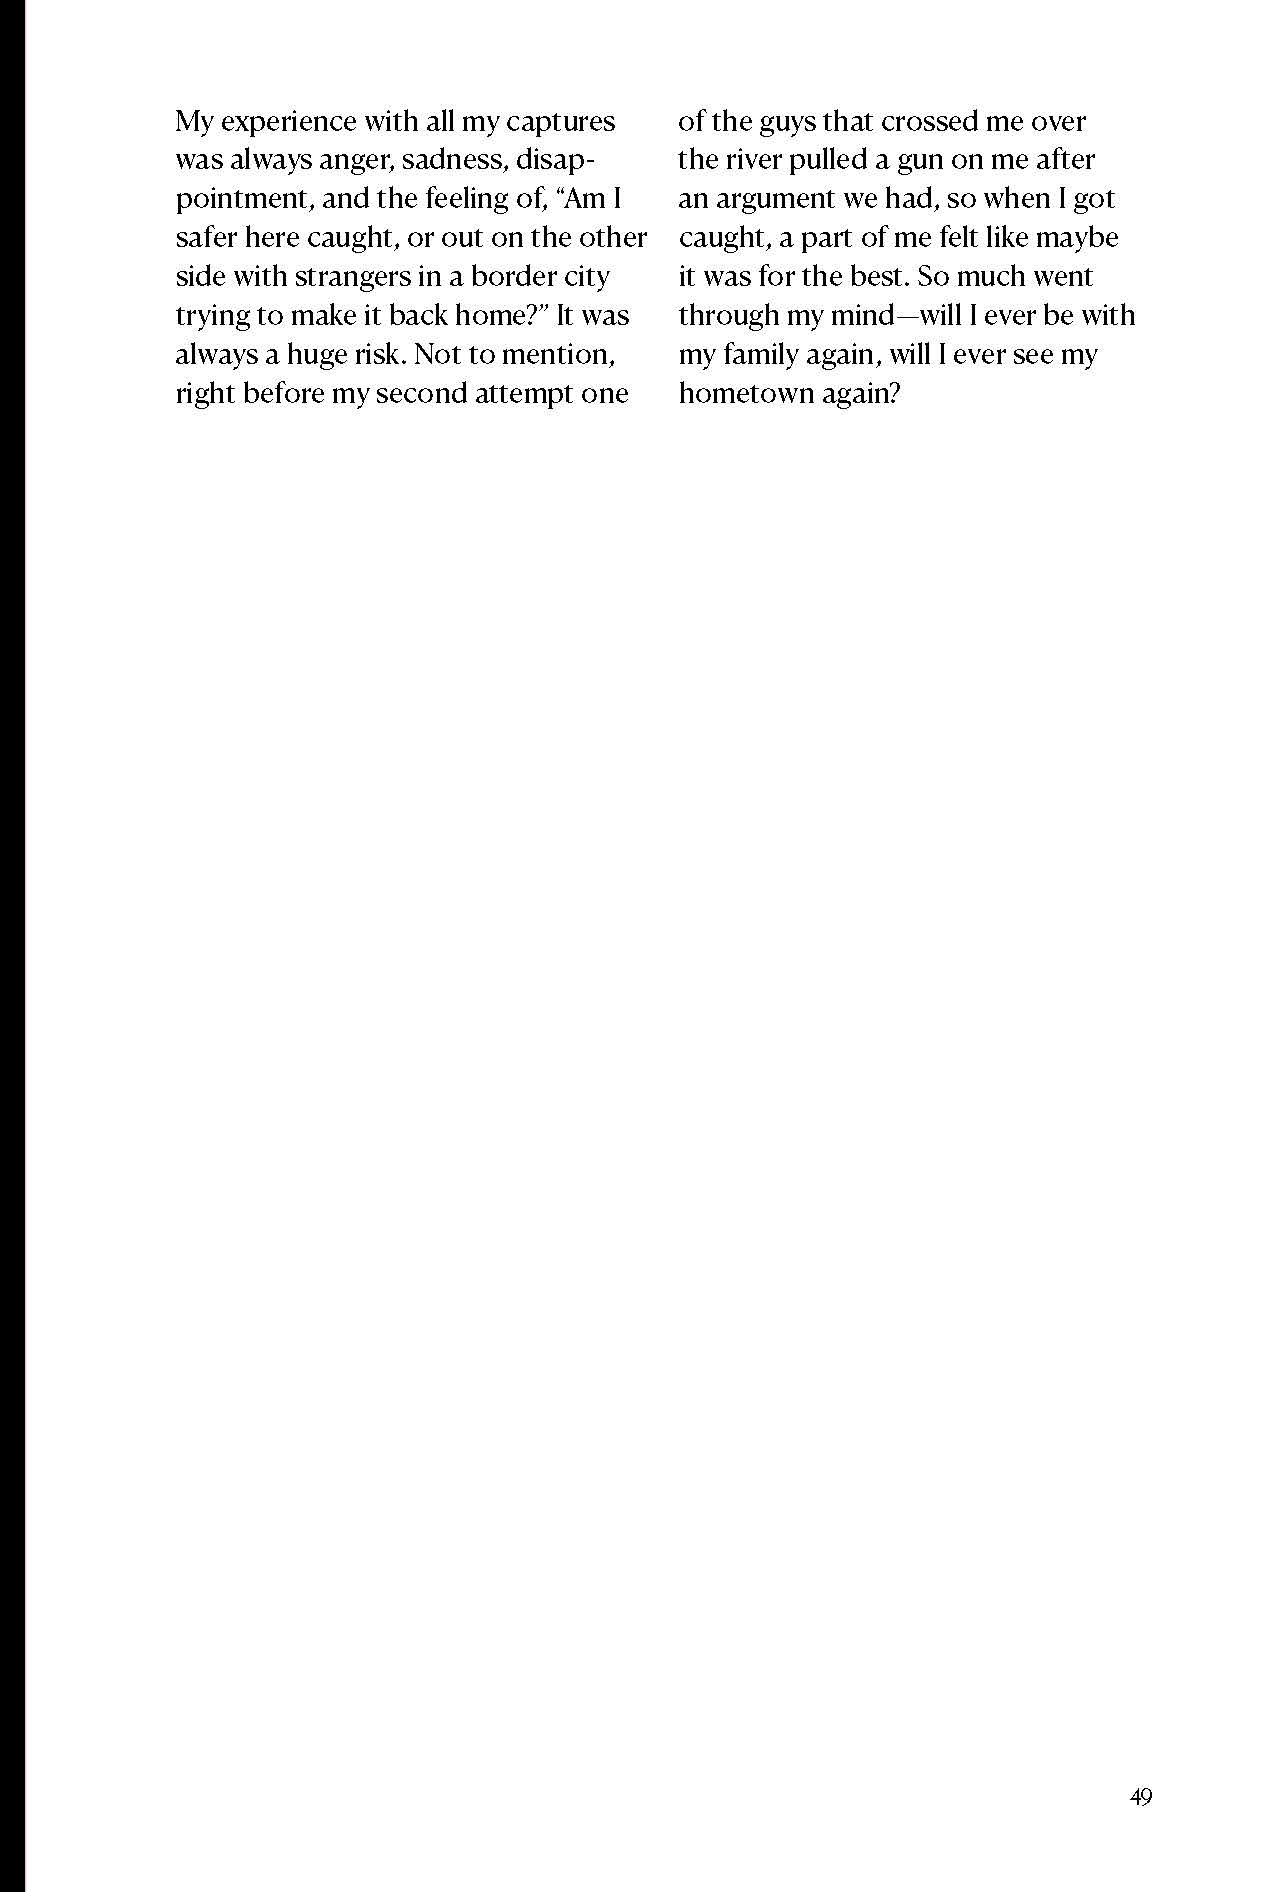 My experience with all my captures
was always anger, sadness, disap-
pointment, and the feeling of, “Am I
safer here caught, or out on the other
side with strangers in a border city
trying to make it back home?” It was
always a huge risk. Not to mention,
right before my second attempt one
of the guys that crossed me over
the river pulled a gun on me after
an argument we had, so when I got
caught, a part of me felt like maybe
it was for the best. So much went
through my mind—will I ever be with
my family again, will I ever see my
hometown again?
49